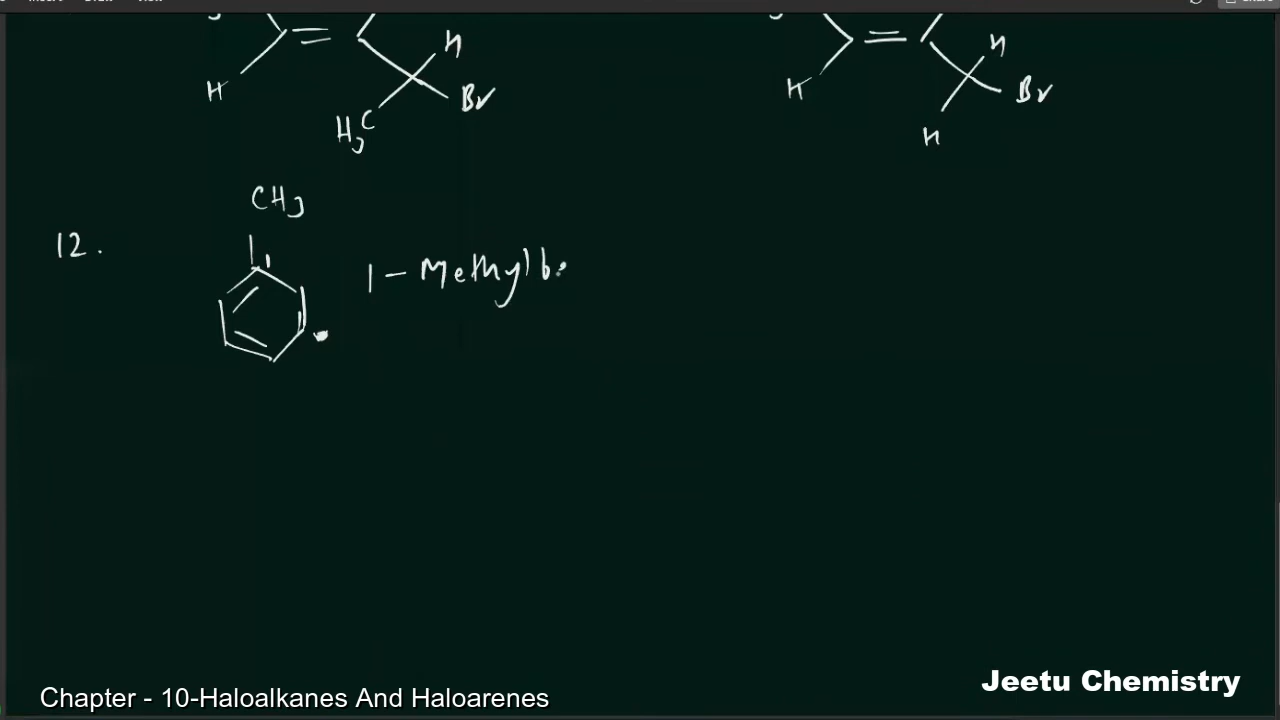 H
H
Br
H3C
H
H
Br
H
CH3
12.
1
1 - Methylb
Jeetu Chemistry
Chapter - 10-Haloalkanes And Haloarenes